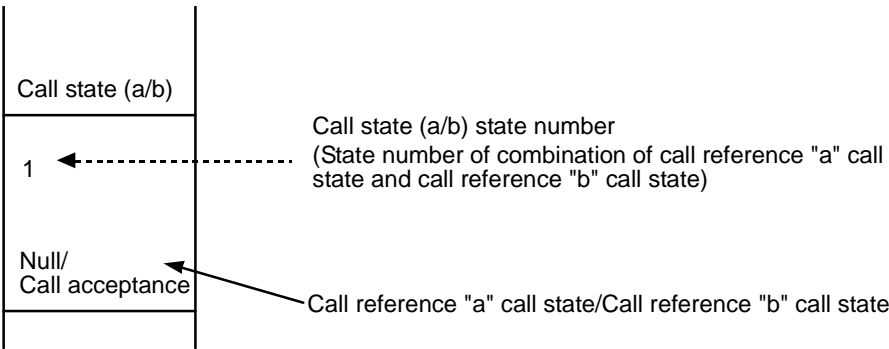 Call state (a/b)
Call state (a/b) state number
(State number of combination of call reference "a" call
state and call reference "b" call state)
1
Null/
Call acceptance
Call reference "a" call state/Call reference "b" call state